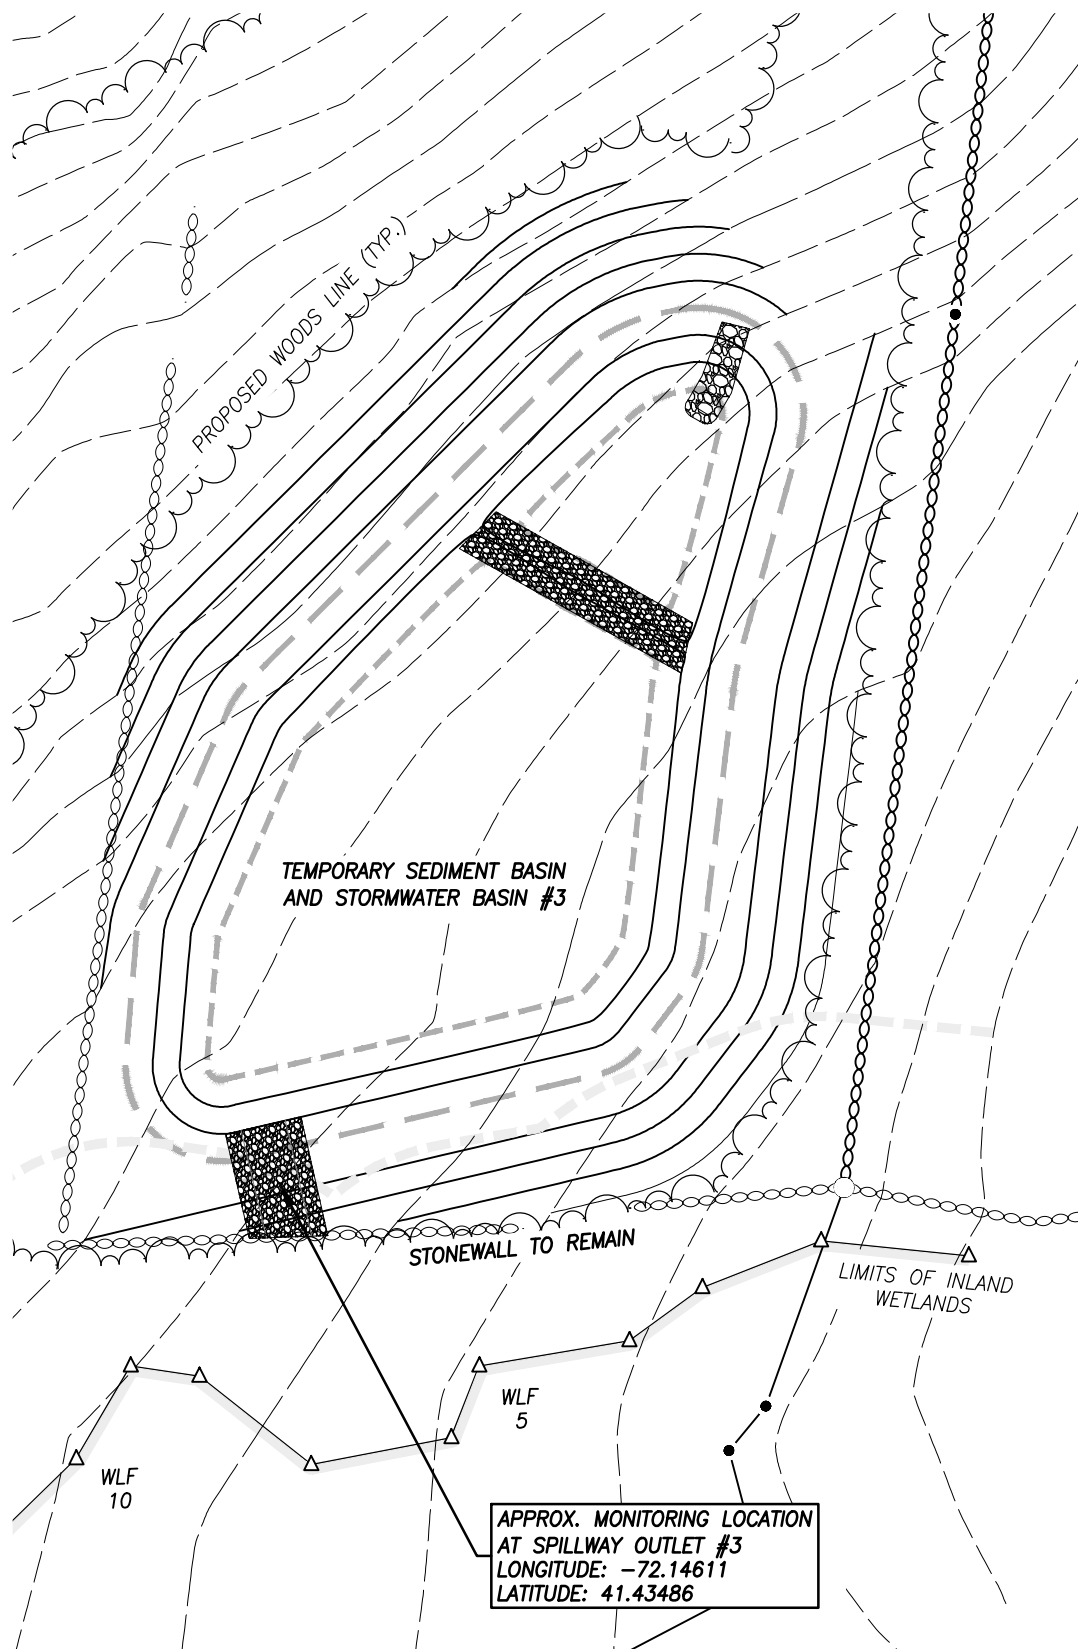 PROPOSED WOODS LINE (TYP.)
TEMPORARY SEDIMENT BASIN
AND STORMWATER BASIN #3
STONEWALL TO REMAIN
LIMITS OF INLAND
WETLANDS
WLF
5
WLF
10
APPROX. MONITORING LOCATION
AT SPILLWAY OUTLET #3
LONGITUDE: -72.14611
LATITUDE: 41.43486